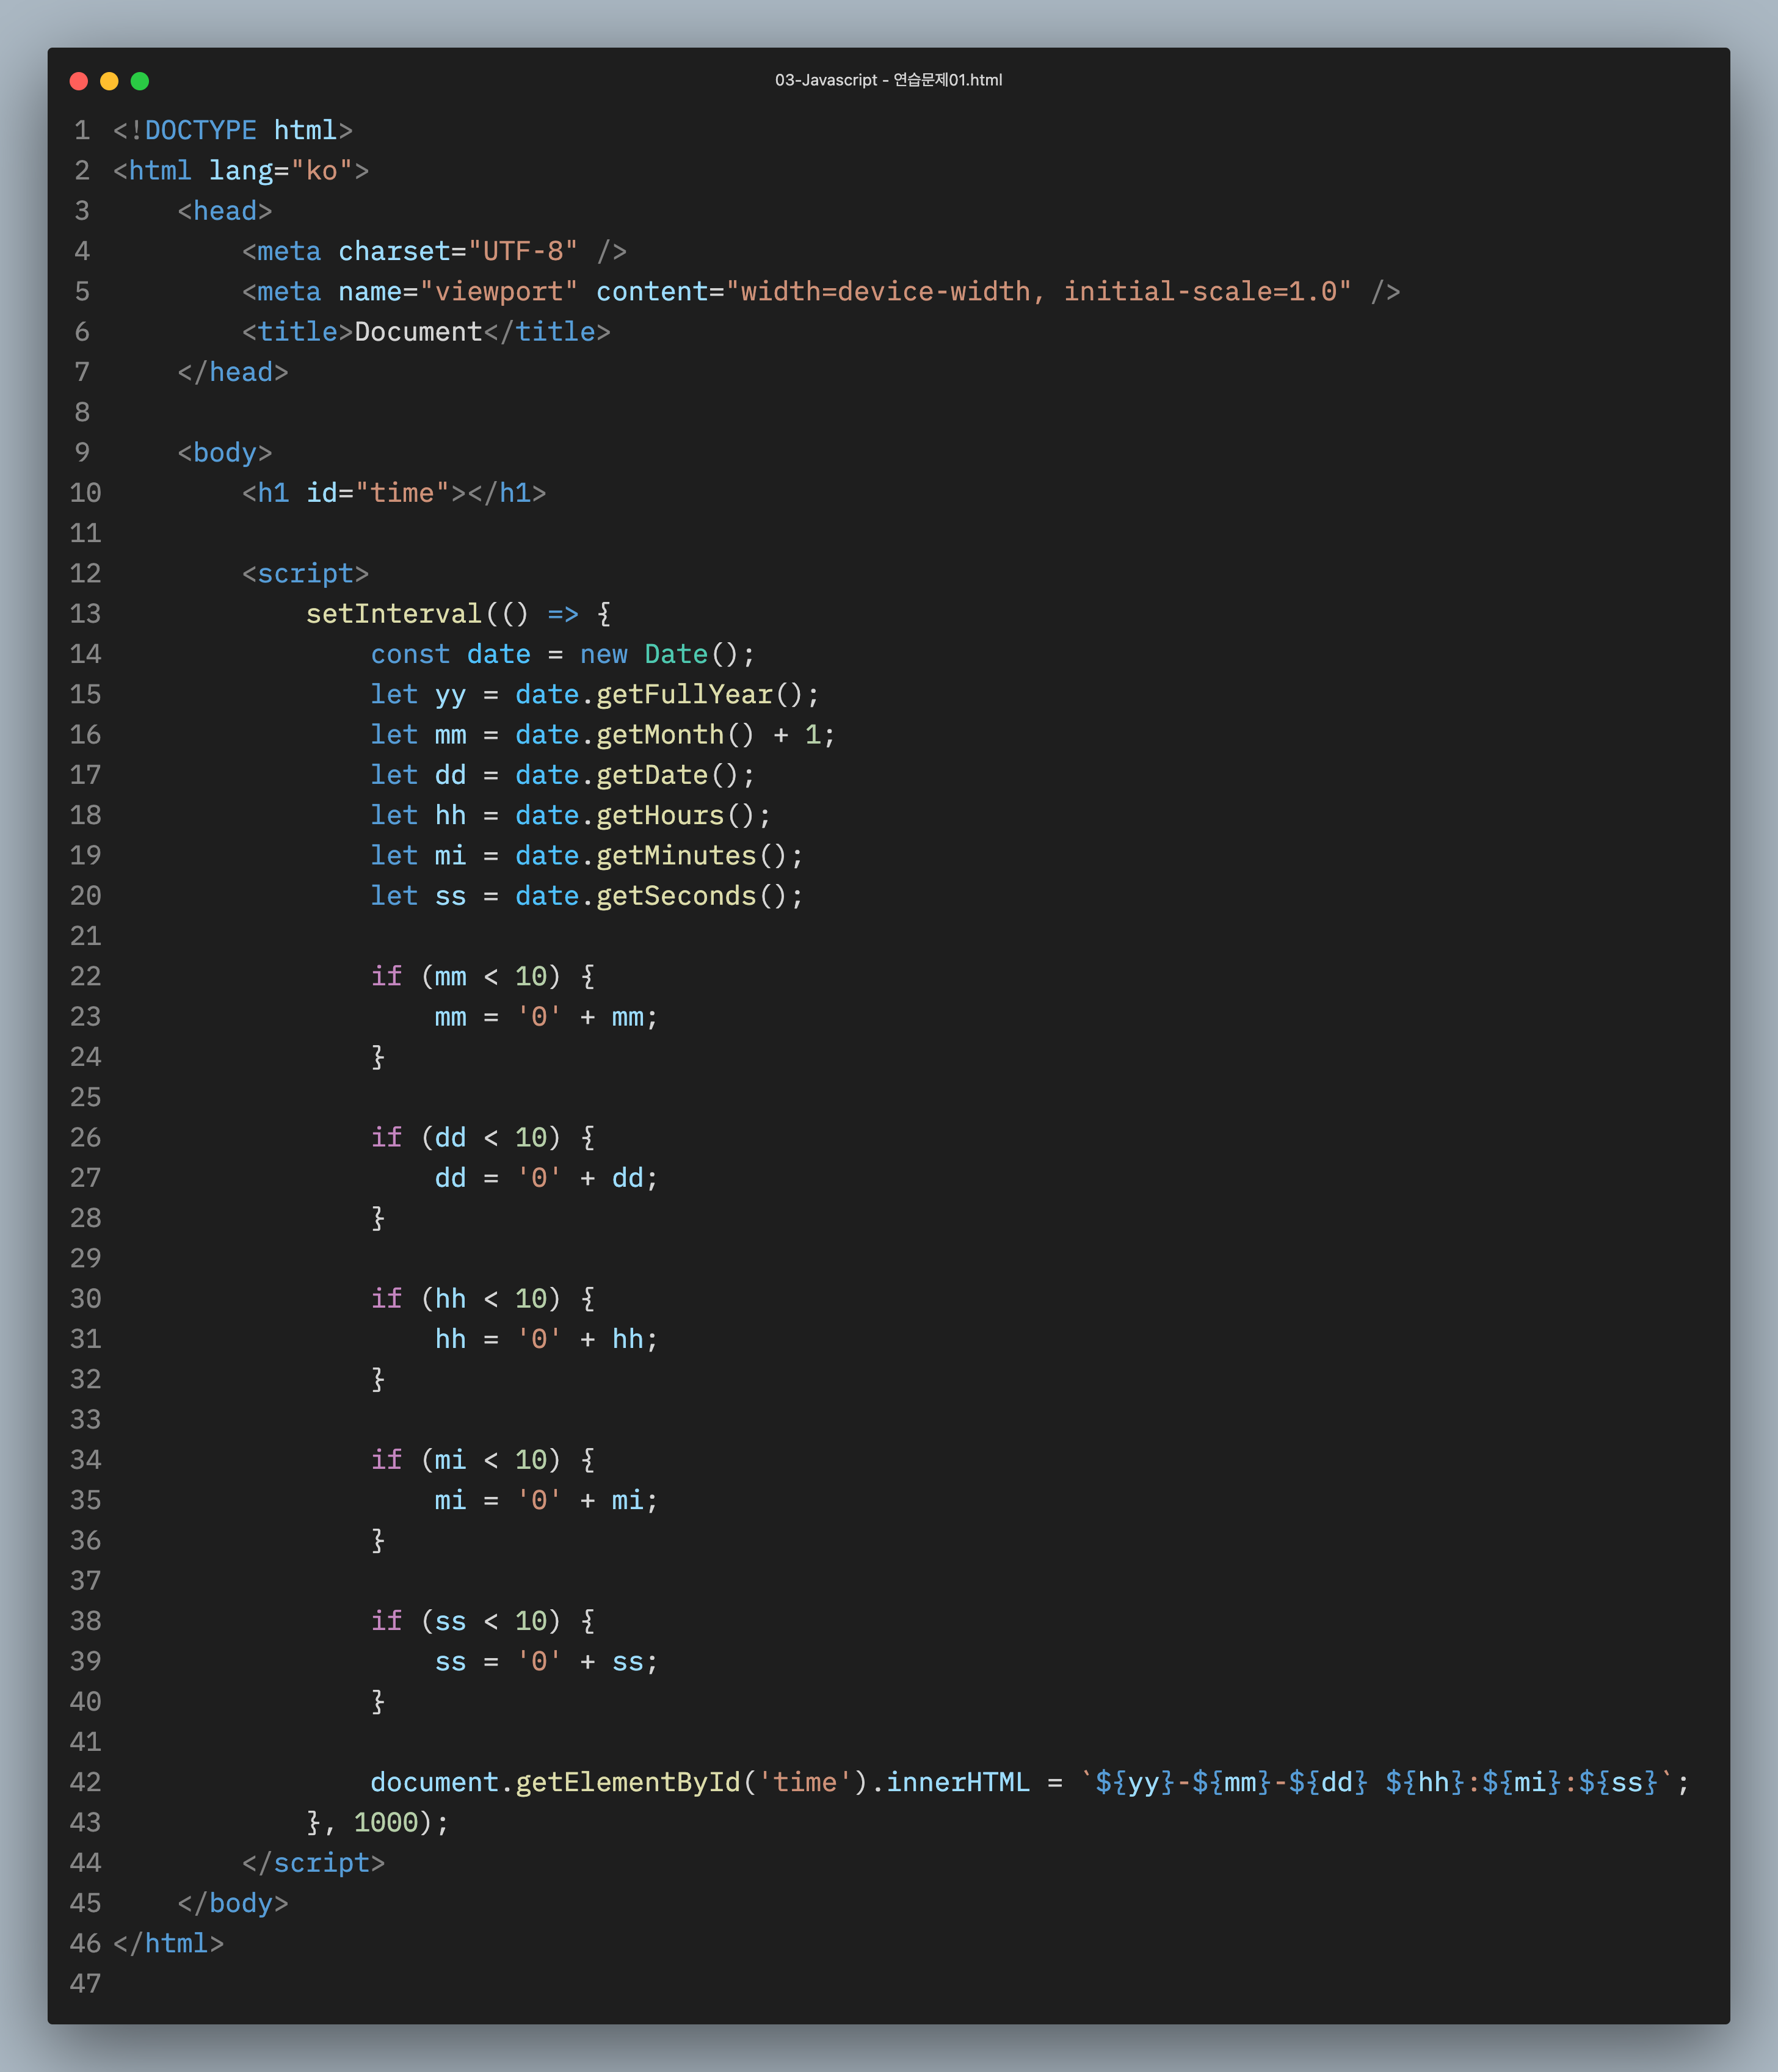 03-Javascript - 연습문제01.html
1 <!DOCTYPE html>
2 <html lang="ko">
3     <head>
4         <meta charset="UTF-8" />
5         <meta name="viewport" content="width=device-width, initial-scale=1.0" />
6         <title>Document</title>
7     </head>
8
9     <body>
10         <h1 id="time"></h1>
11
12         <script>
13             setInterval(() => {
14                 const date = new Date();
15                 let yy = date.getFullYear();
16                 let mm = date.getMonth() + 1;
17                 let dd = date.getDate();
18                 let hh = date.getHours();
19                 let mi = date.getMinutes();
20                 let ss = date.getSeconds();
21
22                 if (mm < 10) {
23                     mm = '0' + mm;
24                 }
25
26                 if (dd < 10) {
27                     dd = '0' + dd;
28                 }
29
30                 if (hh < 10) {
31                     hh = '0' + hh;
32                 }
33
34                 if (mi < 10) {
35                     mi = '0' + mi;
36                 }
37
38                 if (ss < 10) {
39                     ss = '0' + ss;
40                 }
41
42                 document.getElementById('time').innerHTML = `${yy}-${mm}-${dd} ${hh}:${mi}:${ss}`;
43             }, 1000);
44         </script>
45     </body>
46 </html>
47